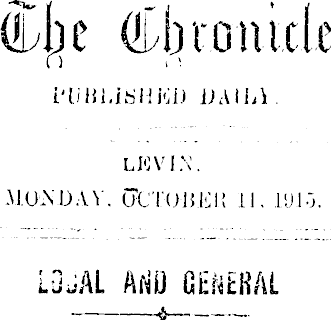 The Chronicle
PUBLISHED DAILY.
LEVIN.
MONDAY, OCTOBER 11, 1915.
LOCAL AND GENERAL